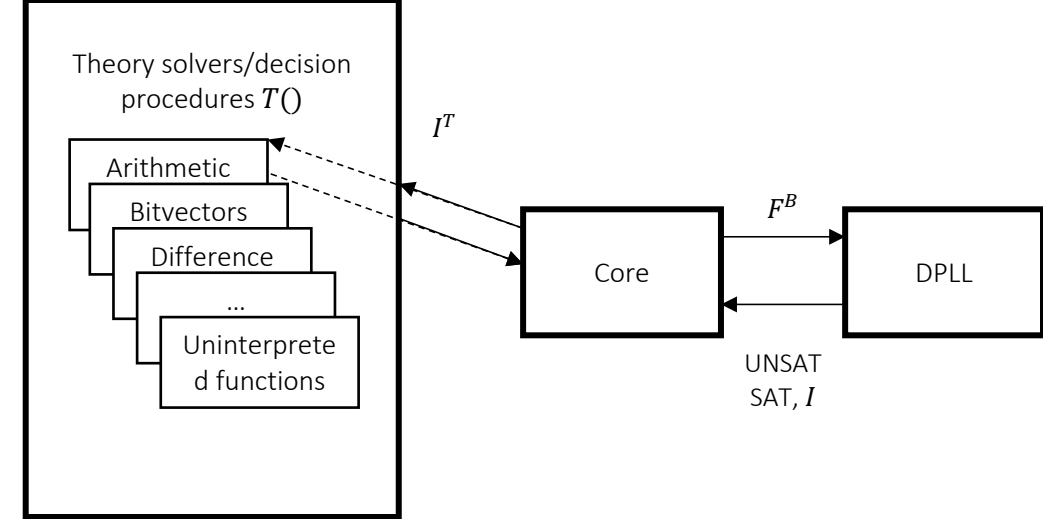 Theory solvers/decision
procedures T()
Arithmetic
Bitvectors
Difference
...
Uninterprete
d functions
I^T
Core
F^B
DPLL
UNSAT
SAT, I